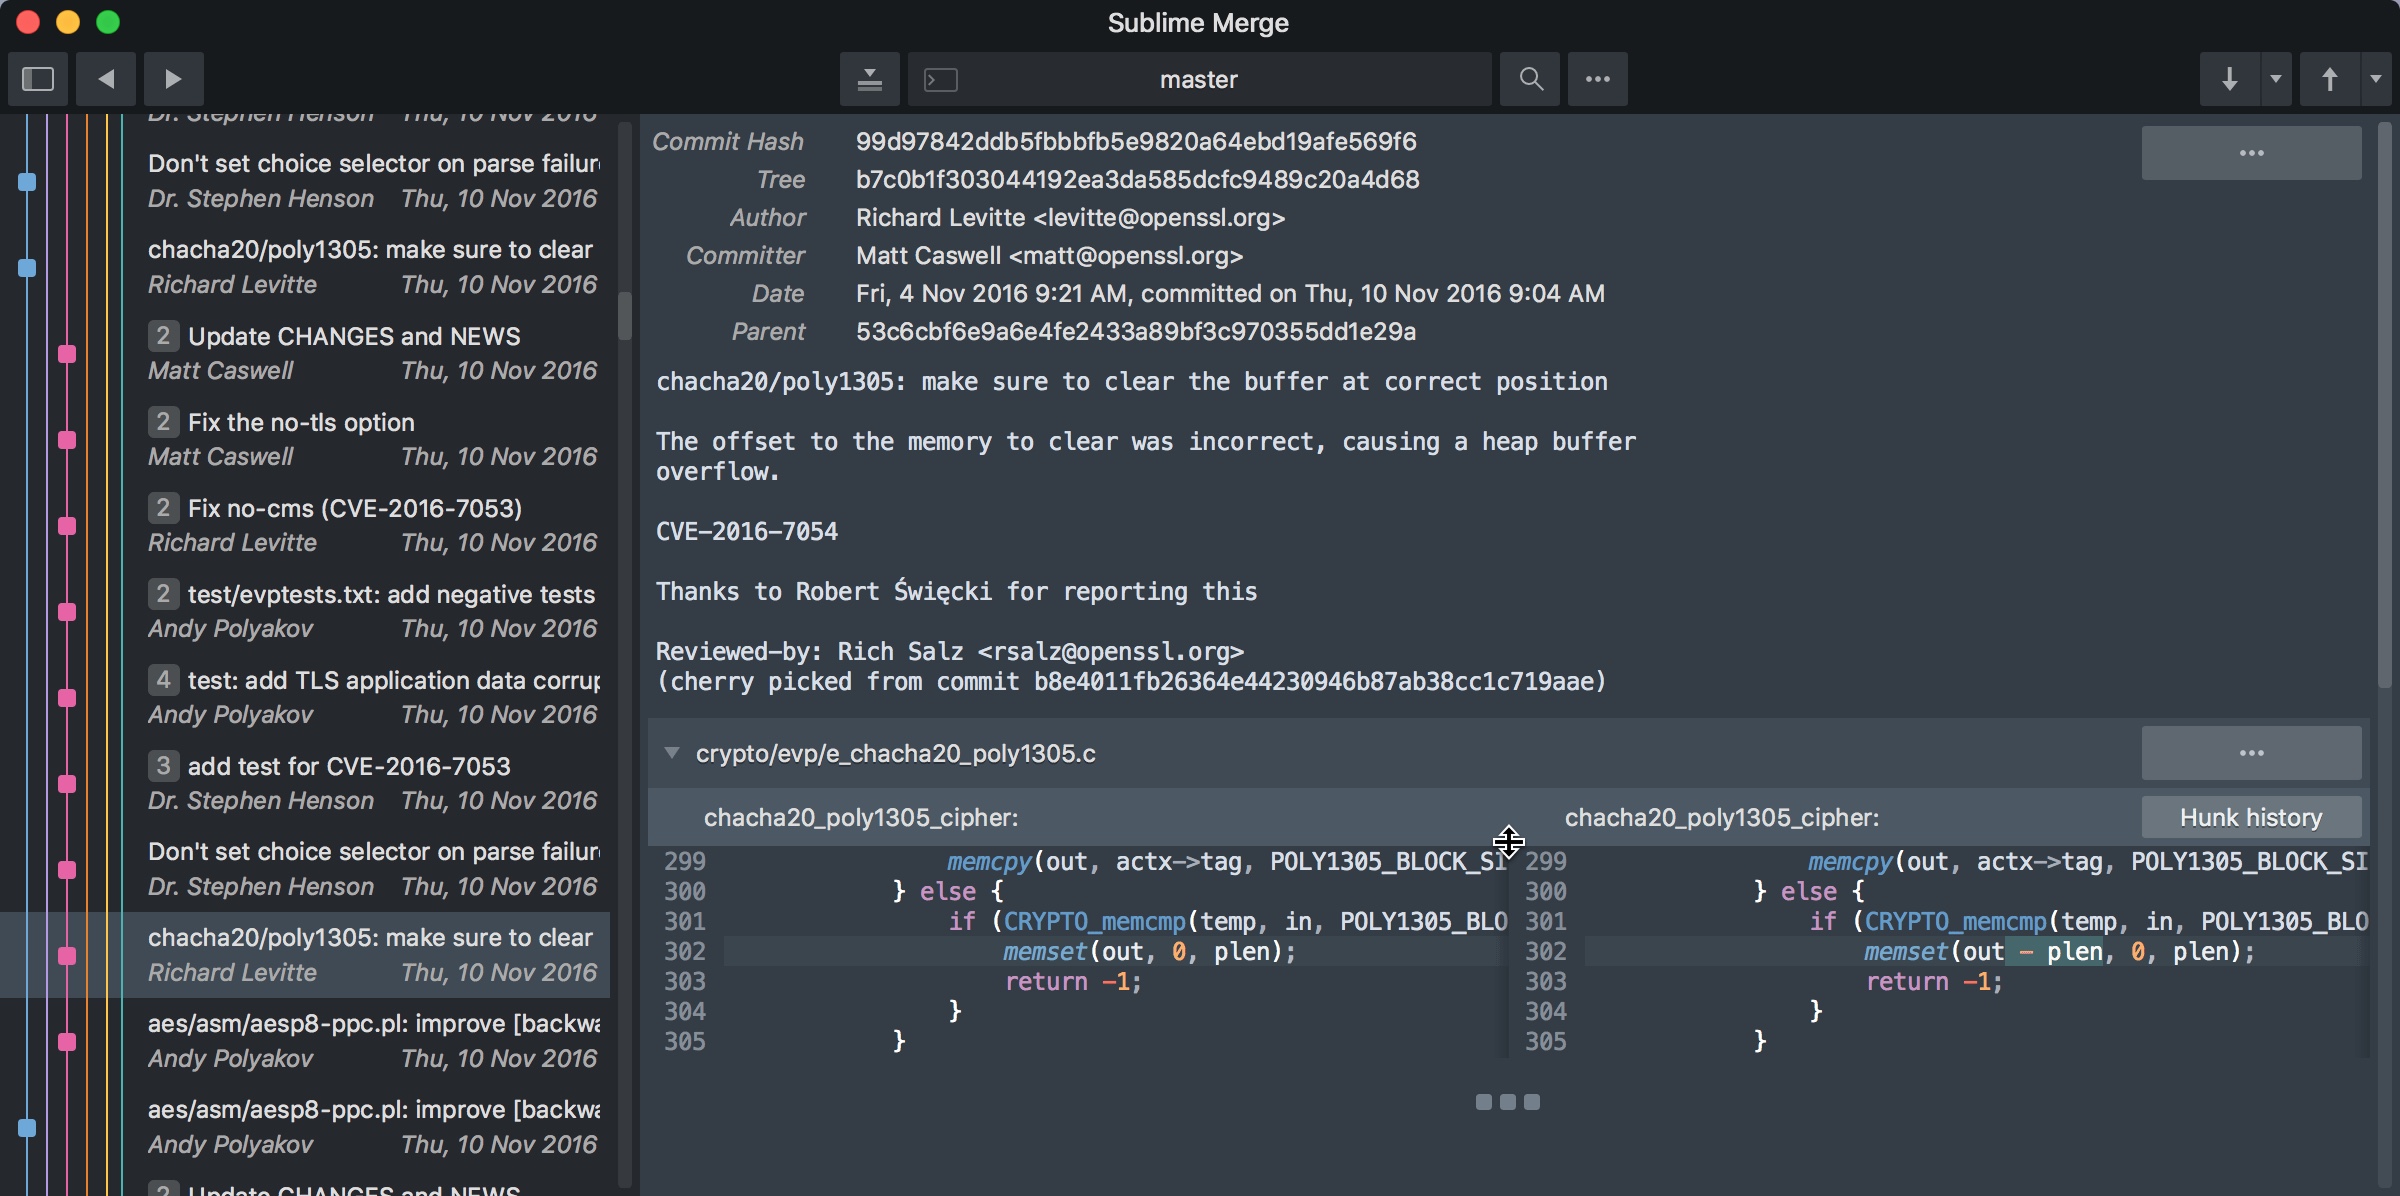 Sublime Merge
master
Dr. Stephen Henson Thu, 10 Nov 2016
Don't set choice selector on parse failur
Dr. Stephen Henson Thu, 10 Nov 2016
chacha20/poly1305: make sure to clear
Richard Levitte Thu, 10 Nov 2016
2 Update CHANGES and NEWS
Matt Caswell Thu, 10 Nov 2016
2 Fix the no-tls option
Matt Caswell Thu, 10 Nov 2016
2 Fix no-cms (CVE-2016-7053)
Richard Levitte Thu, 10 Nov 2016
2 test/evptests.txt: add negative tests
Andy Polyakov Thu, 10 Nov 2016
4 test: add TLS application data corrup
Andy Polyakov Thu, 10 Nov 2016
3 add test for CVE-2016-7053
Dr. Stephen Henson Thu, 10 Nov 2016
Don't set choice selector on parse failur
Dr. Stephen Henson Thu, 10 Nov 2016
chacha20/poly1305: make sure to clear
Richard Levitte Thu, 10 Nov 2016
aes/asm/aesp8-ppc.pl: improve [backwa
Andy Polyakov Thu, 10 Nov 2016
aes/asm/aesp8-ppc.pl: improve [backwa
Andy Polyakov Thu, 10 Nov 2016
2 Update CHANGES and NEWS
Commit Hash 99d97842ddb5fbbbfb5e9820a64ebd19afe569f6
Tree b7c0b1f303044192ea3da585dcfc9489c20a4d68
Author Richard Levitte <levitte@openssl.org>
Committer Matt Caswell <matt@openssl.org>
Date Fri, 4 Nov 2016 9:21 AM, committed on Thu, 10 Nov 2016 9:04 AM
Parent 53c6cbf6e9a6e4fe2433a89bf3c970355dd1e29a
chacha20/poly1305: make sure to clear the buffer at correct position
The offset to the memory to clear was incorrect, causing a heap buffer
overflow.
CVE-2016-7054
Thanks to Robert Święcki for reporting this
Reviewed-by: Rich Salz <rsalz@openssl.org>
(cherry picked from commit b8e4011fb26364e44230946b87ab38cc1c719aae)
crypto/evp/e_chacha20_poly1305.c
chacha20_poly1305_cipher:
299 memcpy(out, actx->tag, POLY1305_BLOCK_SI
300 } else {
301 if (CRYPTO_memcmp(temp, in, POLY1305_BLO
302 memset(out, 0, plen);
303 return -1;
304 }
305 }
chacha20_poly1305_cipher: Hunk history
299 memcpy(out, actx->tag, POLY1305_BLOCK_SI
300 } else {
301 if (CRYPTO_memcmp(temp, in, POLY1305_BLO
302 memset(out - plen, 0, plen);
303 return -1;
304 }
305 }